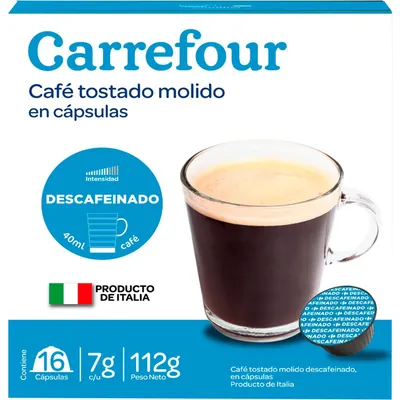 Carrefour
Café tostado molido
en cápsulas
Intensidad
DESCAFEINADO
40ml café
PRODUCTO
DE ITALIA
Contiene
16
Cápsulas
7g
c/u
112g
Peso Neto
DESCAFEINADO
DESCAFEINADO
Café tostado molido descafeinado,
en cápsulas
Producto de Italia